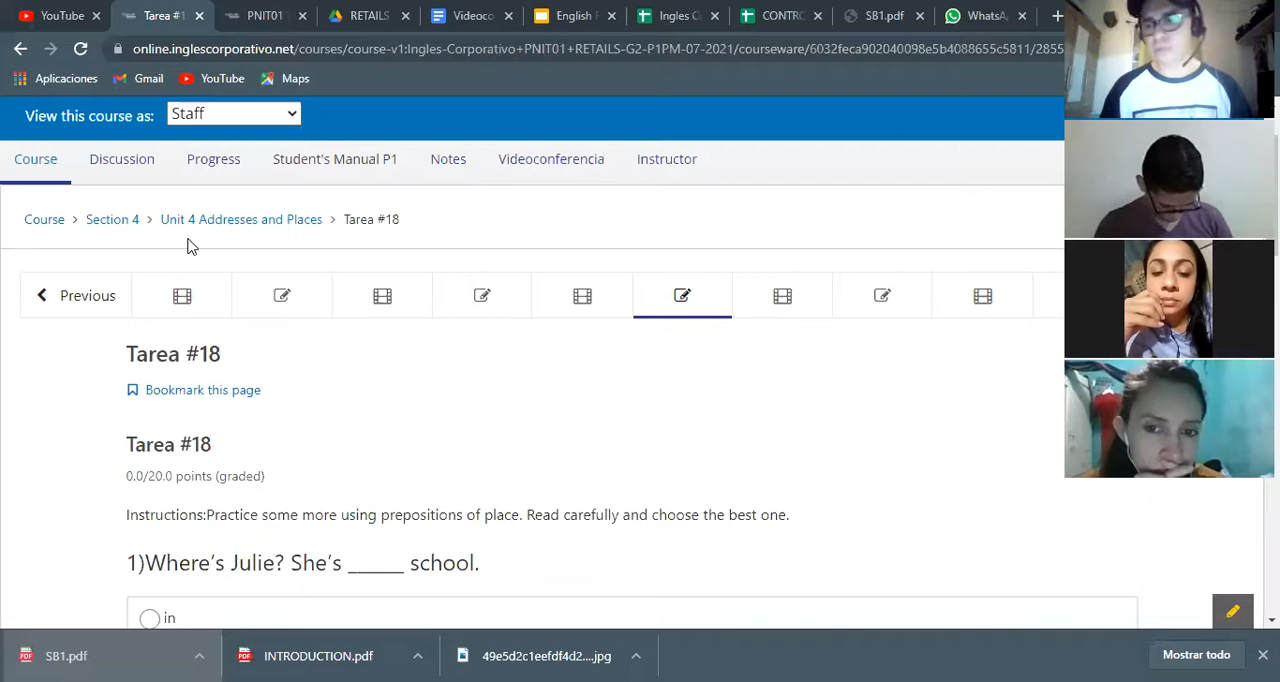 YouTube
Tarea #1
PNIT01
RETAILS
Videoco
English F
Ingles C
CONTRO
SB1.pdf
WhatsA
online.inglescorporativo.net/courses/course-v1:Ingles-Corporativo+PNIT01+RETAILS-G2-P1PM-07-2021/courseware/6032feca902040098e5b4088655c5811/2855
Aplicaciones
Gmail
YouTube
Maps
View this course as:
Staff
Course
Discussion
Progress
Student's Manual P1
Notes
Videoconferencia
Instructor
Course > Section 4 > Unit 4 Addresses and Places > Tarea #18
Previous
Tarea #18
Bookmark this page
Tarea #18
0.0/20.0 points (graded)
Instructions:Practice some more using prepositions of place. Read carefully and choose the best one.
1)Where's Julie? She's _____ school.
in
SB1.pdf
INTRODUCTION.pdf
49e5d2c1eefdf4d2....jpg
Mostrar todo